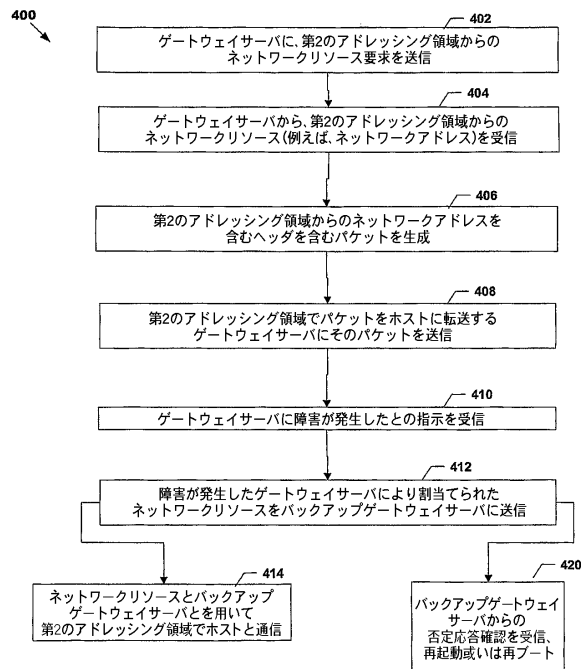 400
402
ゲートウェイサーバに、第2のアドレッシング領域からの
ネットワークリソース要求を送信
404
ゲートウェイサーバから、第2のアドレッシング領域からの
ネットワークリソース(例えば、ネットワークアドレス)を受信
406
第2のアドレッシング領域からのネットワークアドレスを
含むヘッダを含むパケットを生成
408
第2のアドレッシング領域でパケットをホストに転送する
ゲートウェイサーバにそのパケットを送信
410
ゲートウェイサーバに障害が発生したとの指示を受信
412
障害が発生したゲートウェイサーバにより割当てられた
ネットワークリソースをバックアップゲートウェイサーバに送信
414
ネットワークリソースとバックアップ
ゲートウェイサーバとを用いて
第2のアドレッシング領域でホストと通信
420
バックアップゲートウェイ
サーバからの
否定応答確認を受信、
再起動或いは再ブート